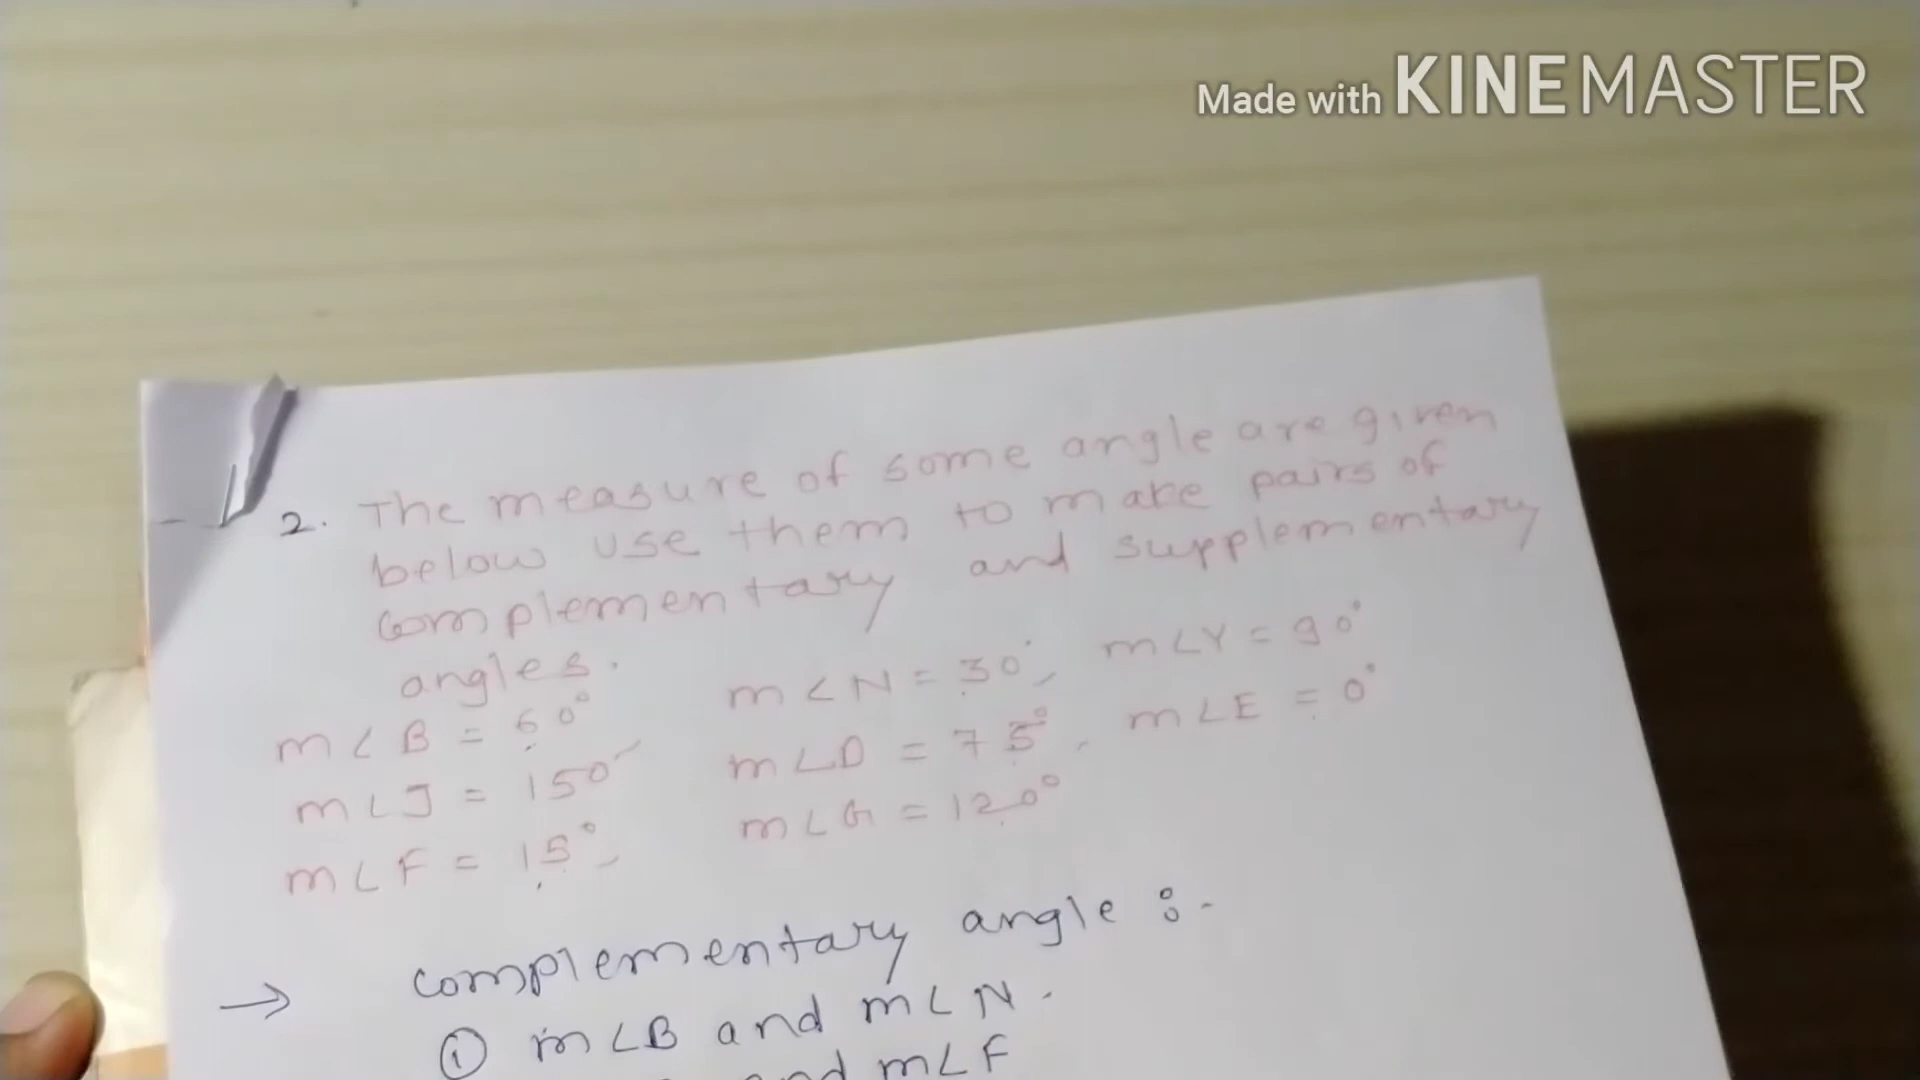 Made with KINEMASTER
2. The measure of some angle are given
below use them to make pairs of
complementary and supplementary
angles.
m∠B = 60° m∠N = 30°, m∠Y = 90°
m∠J = 150° m∠D = 75°, m∠E = 0°
m∠F = 15°, m∠G = 120°
→ complementary angle :-
① m∠B and m∠N.
and m∠F